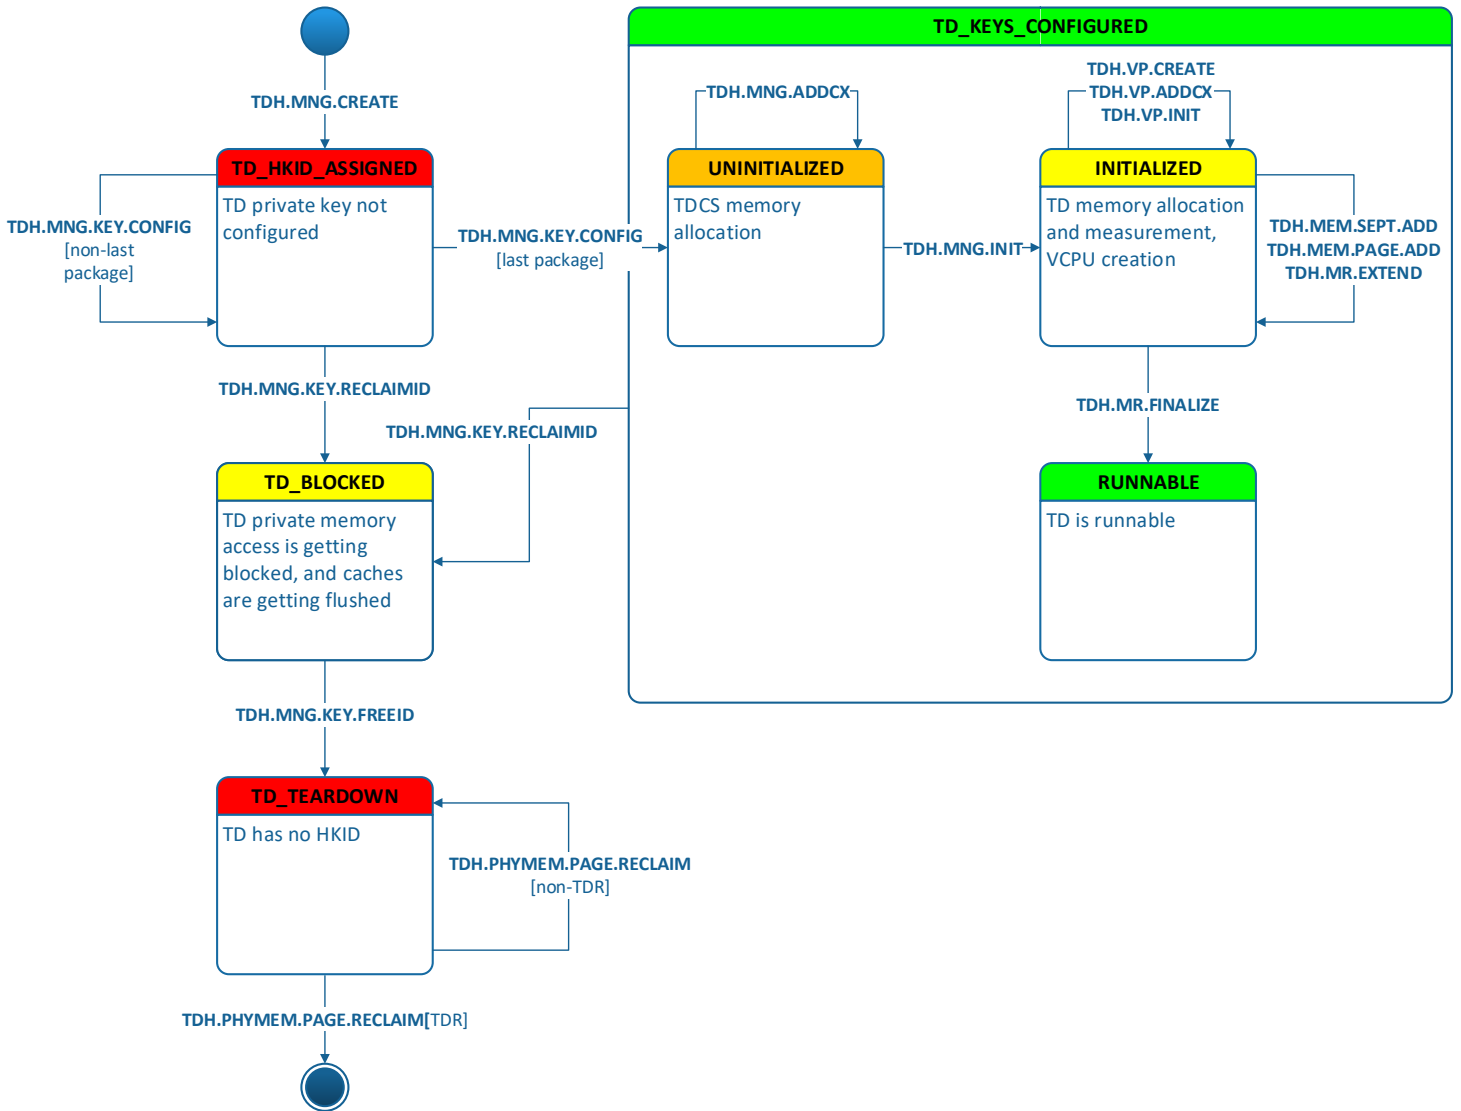 TD_KEYS_CONFIGURED
TDH.MNG.CREATE
TDH.MNG.ADDCX
TDH.VP.CREATE
TDH.VP.ADDCX
TDH.VP.INIT
TD_HKID_ASSIGNED
TD private key not
configured
TDH.MNG.KEY.CONFIG
[non-last
package]
TDH.MNG.KEY.CONFIG
[last package]
UNINITIALIZED
TDCS memory
allocation
TDH.MNG.INIT
INITIALIZED
TD memory allocation
and measurement,
VCPU creation
TDH.MEM.SEPT.ADD
TDH.MEM.PAGE.ADD
TDH.MR.EXTEND
TDH.MNG.KEY.RECLAIMID
TDH.MNG.KEY.RECLAIMID
TDH.MR.FINALIZE
TD_BLOCKED
TD private memory
access is getting
blocked, and caches
are getting flushed
RUNNABLE
TD is runnable
TDH.MNG.KEY.FREEID
TD_TEARDOWN
TD has no HKID
TDH.PHYMEM.PAGE.RECLAIM
[non-TDR]
TDH.PHYMEM.PAGE.RECLAIM[TDR]